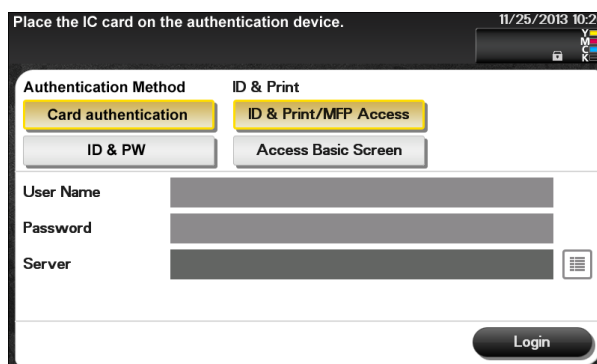 Place the IC card on the authentication device.
11/25/2013 10:2
Y
M
C
K
Authentication Method
ID & Print
Card authentication
ID & Print/MFP Access
ID & PW
Access Basic Screen
User Name
Password
Server
Login